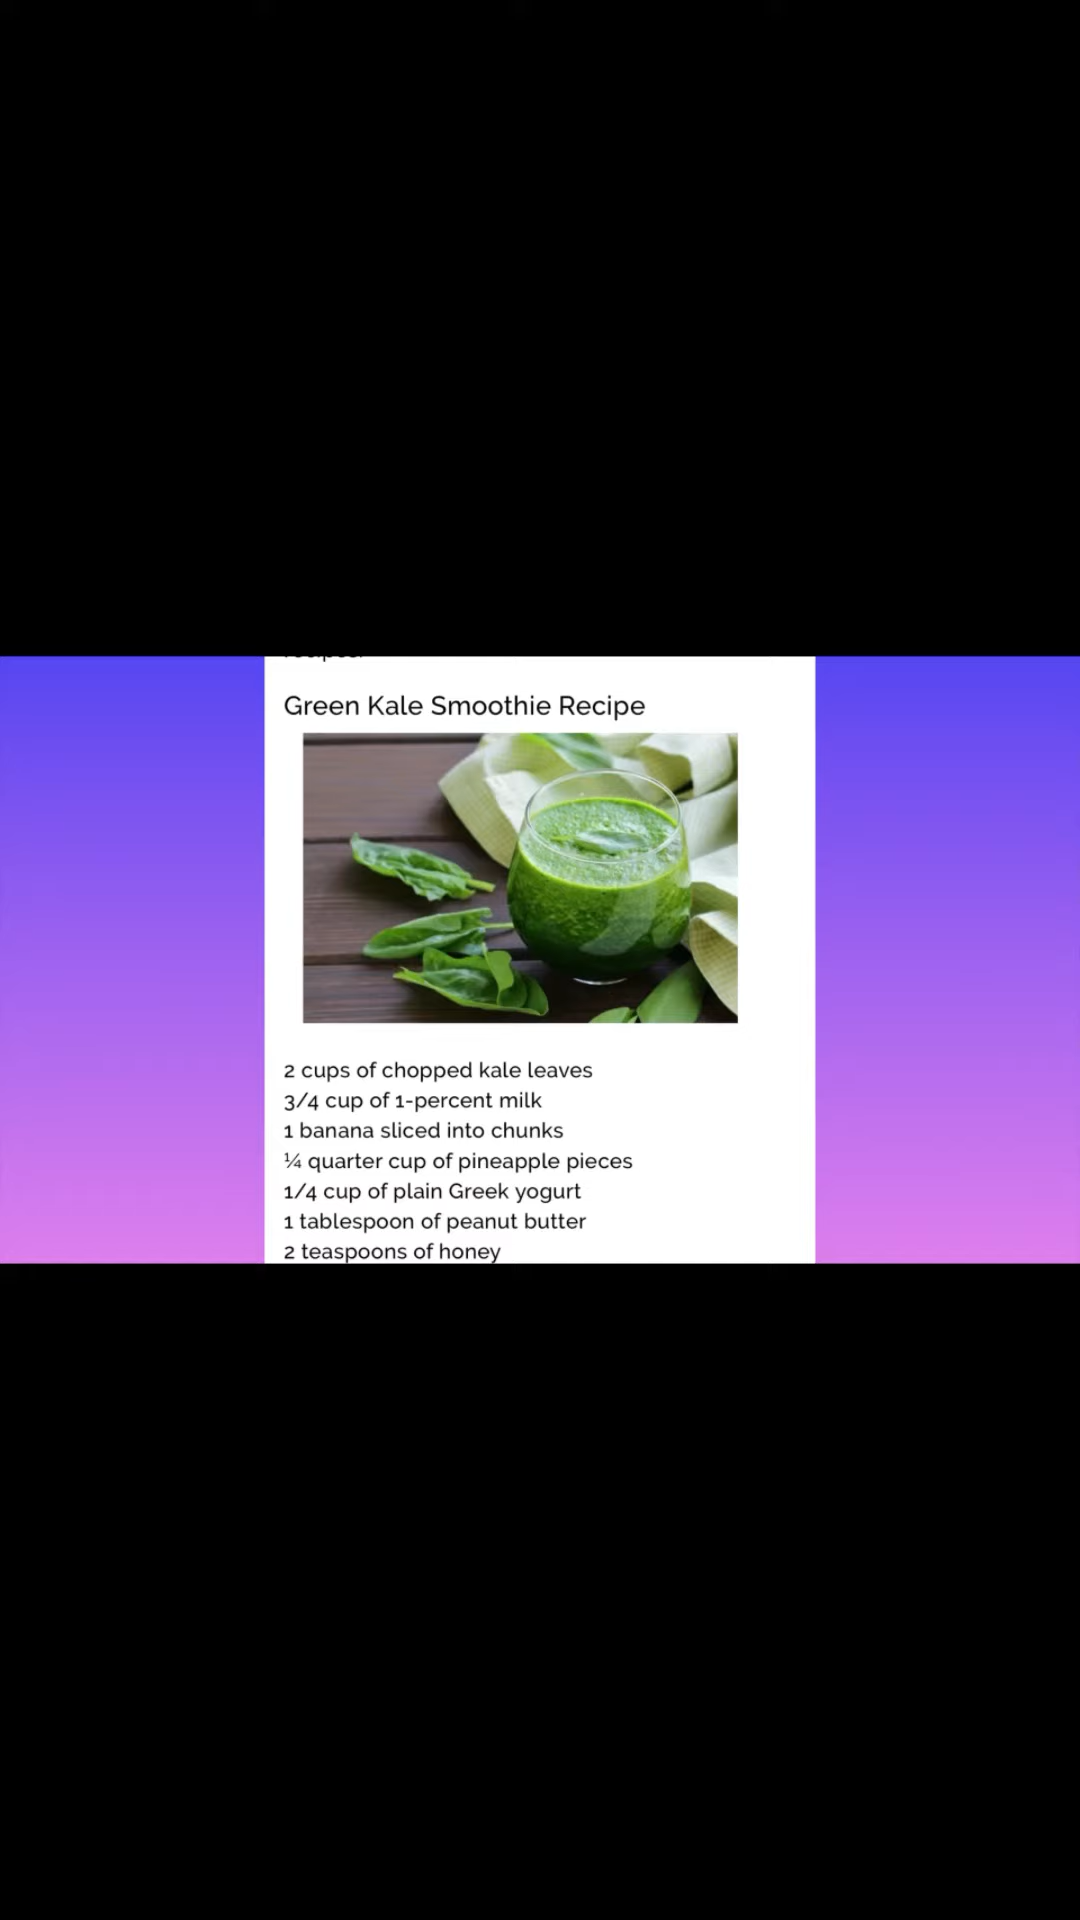 Green Kale Smoothie Recipe
2 cups of chopped kale leaves
3/4 cup of 1-percent milk
1 banana sliced into chunks
¼ quarter cup of pineapple pieces
1/4 cup of plain Greek yogurt
1 tablespoon of peanut butter
2 teaspoons of honey